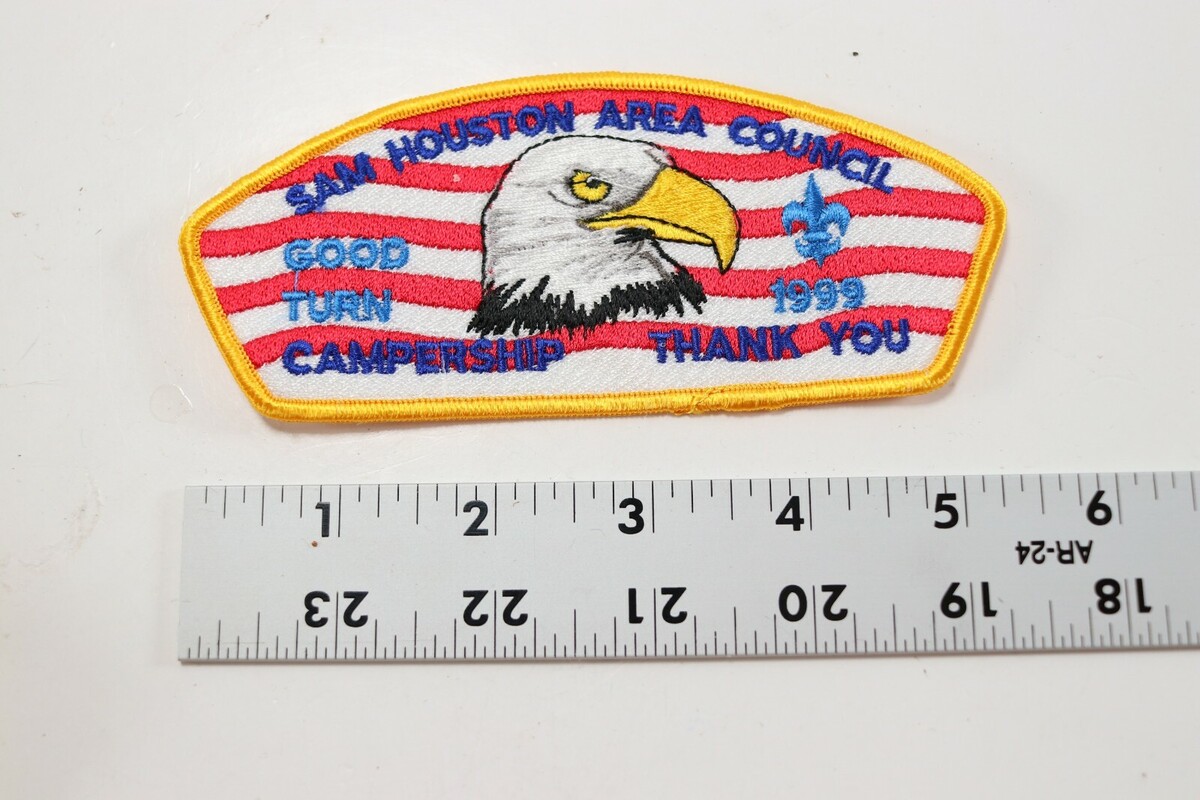 SAM HOUSTON AREA COUNCIL
GOOD
TURN
1999
CAMPERSHIP THANK YOU
1 2 3 4 5 6
AR-24
23 22 21 20 19 18